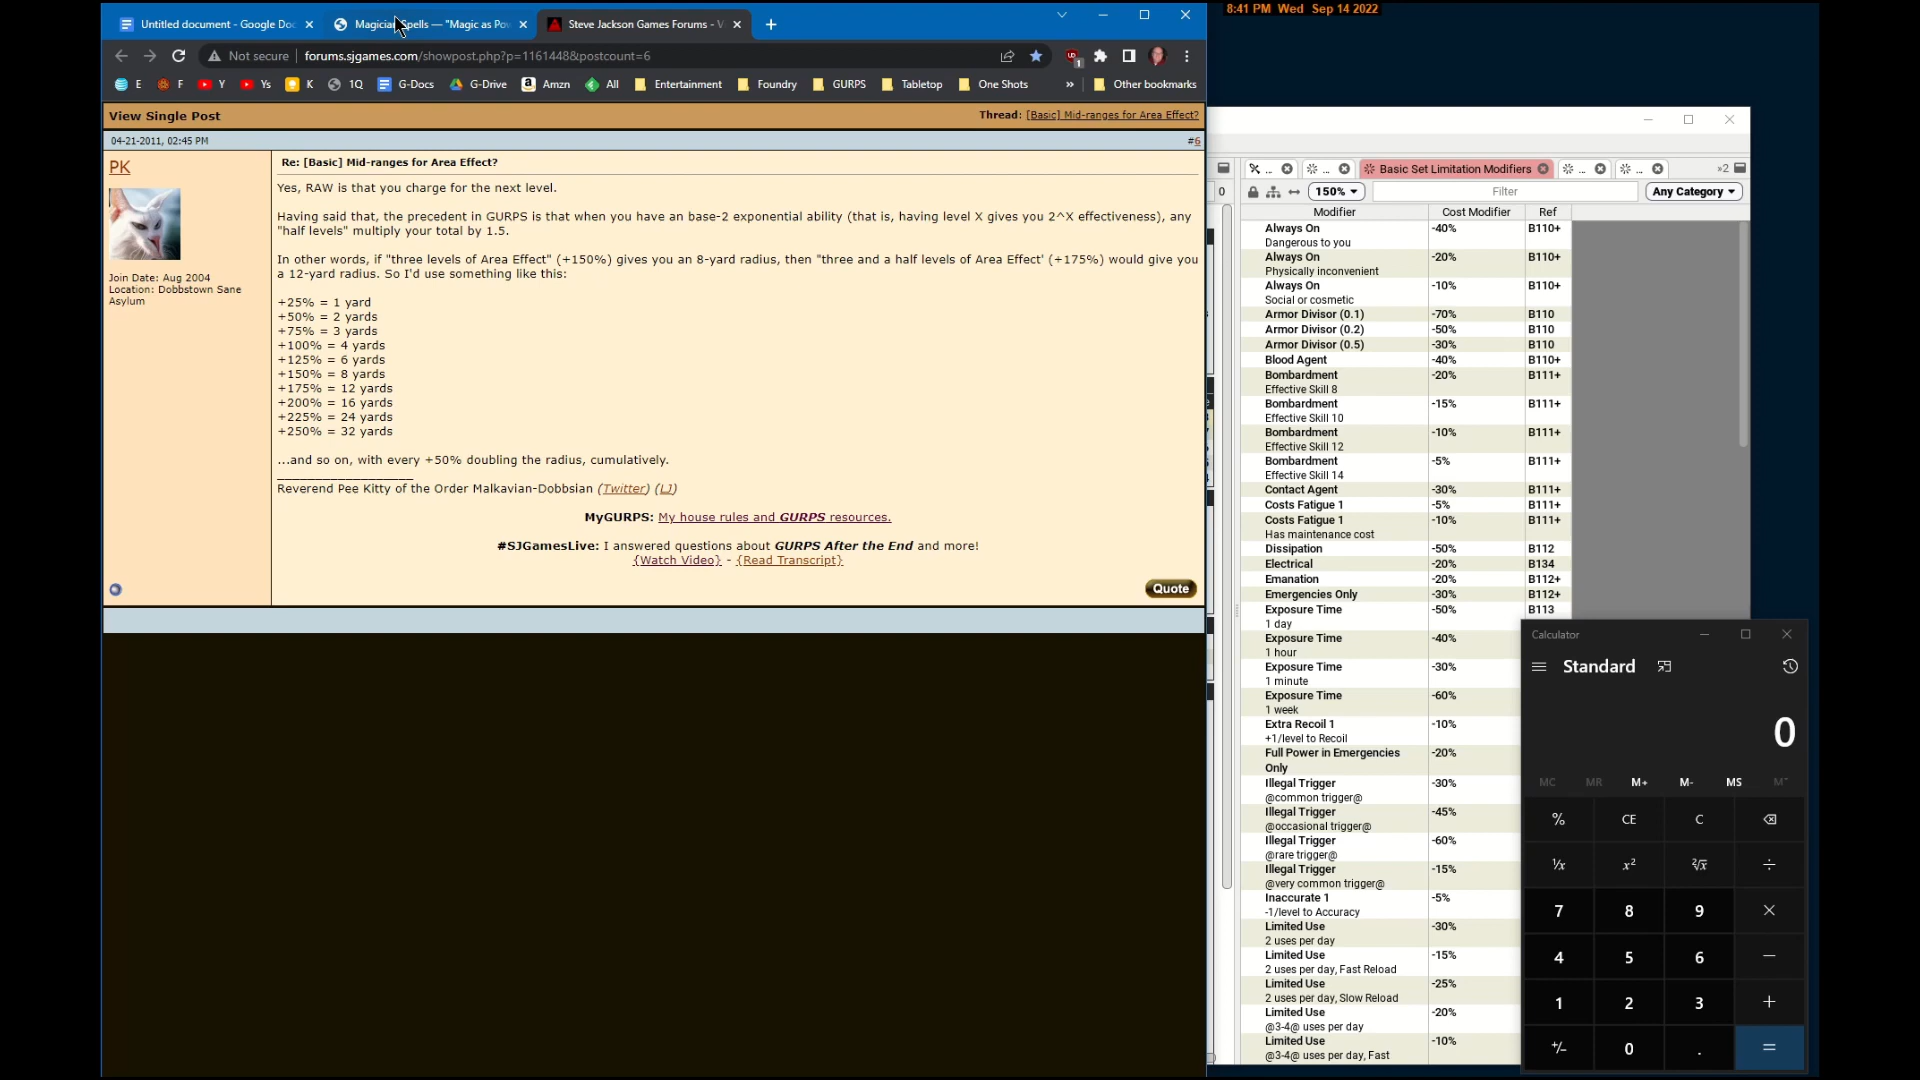 8:41 PM Wed Sep 14 2022
Untitled document - Google Doc
Magician Spells — "Magic as Pow
Steve Jackson Games Forums - V
Not secure forums.sjgames.com/showpost.php?p=1161448&postcount=6
E F Y Ys K 1Q G-Docs G-Drive Amzn All Entertainment Foundry GURPS Tabletop One Shots » Other bookmarks
View Single Post
Thread: [Basic] Mid-ranges for Area Effect?
04-21-2011, 02:45 PM
#6
PK
Join Date: Aug 2004
Location: Dobbstown Sane
Asylum
Re: [Basic] Mid-ranges for Area Effect?
Yes, RAW is that you charge for the next level.
Having said that, the precedent in GURPS is that when you have an base-2 exponential ability (that is, having level X gives you 2^X effectiveness), any
"half levels" multiply your total by 1.5.
In other words, if "three levels of Area Effect" (+150%) gives you an 8-yard radius, then "three and a half levels of Area Effect' (+175%) would give you
a 12-yard radius. So I'd use something like this:
+25% = 1 yard
+50% = 2 yards
+75% = 3 yards
+100% = 4 yards
+125% = 6 yards
+150% = 8 yards
+175% = 12 yards
+200% = 16 yards
+225% = 24 yards
+250% = 32 yards
...and so on, with every +50% doubling the radius, cumulatively.
Reverend Pee Kitty of the Order Malkavian-Dobbsian (Twitter) (LJ)
MyGURPS: My house rules and GURPS resources.
#SJGamesLive: I answered questions about GURPS After the End and more!
{Watch Video} - {Read Transcript}
Quote
... ... Basic Set Limitation Modifiers ... ... »2
0 150% Filter Any Category
Modifier Cost Modifier Ref
Always On -40% B110+
Dangerous to you
Always On -20% B110+
Physically inconvenient
Always On -10% B110+
Social or cosmetic
Armor Divisor (0.1) -70% B110
Armor Divisor (0.2) -50% B110
Armor Divisor (0.5) -30% B110
Blood Agent -40% B110+
Bombardment -20% B111+
Effective Skill 8
Bombardment -15% B111+
Effective Skill 10
Bombardment -10% B111+
Effective Skill 12
Bombardment -5% B111+
Effective Skill 14
Contact Agent -30% B111+
Costs Fatigue 1 -5% B111+
Costs Fatigue 1 -10% B111+
Has maintenance cost
Dissipation -50% B112
Electrical -20% B134
Emanation -20% B112+
Emergencies Only -30% B112+
Exposure Time -50% B113
1 day
Exposure Time -40%
1 hour
Exposure Time -30%
1 minute
Exposure Time -60%
1 week
Extra Recoil 1 -10%
+1/level to Recoil
Full Power in Emergencies -20%
Only
Illegal Trigger -30%
@common trigger@
Illegal Trigger -45%
@occasional trigger@
Illegal Trigger -60%
@rare trigger@
Illegal Trigger -15%
@very common trigger@
Inaccurate 1 -5%
-1/level to Accuracy
Limited Use -30%
2 uses per day
Limited Use -15%
2 uses per day, Fast Reload
Limited Use -25%
2 uses per day, Slow Reload
Limited Use -20%
@3-4@ uses per day
Limited Use -10%
@3-4@ uses per day, Fast
Calculator
Standard
0
MC MR M+ M- MS M˅
% CE C
¹/x x² ²√x ÷
7 8 9 ×
4 5 6 −
1 2 3 +
+/- 0 . =